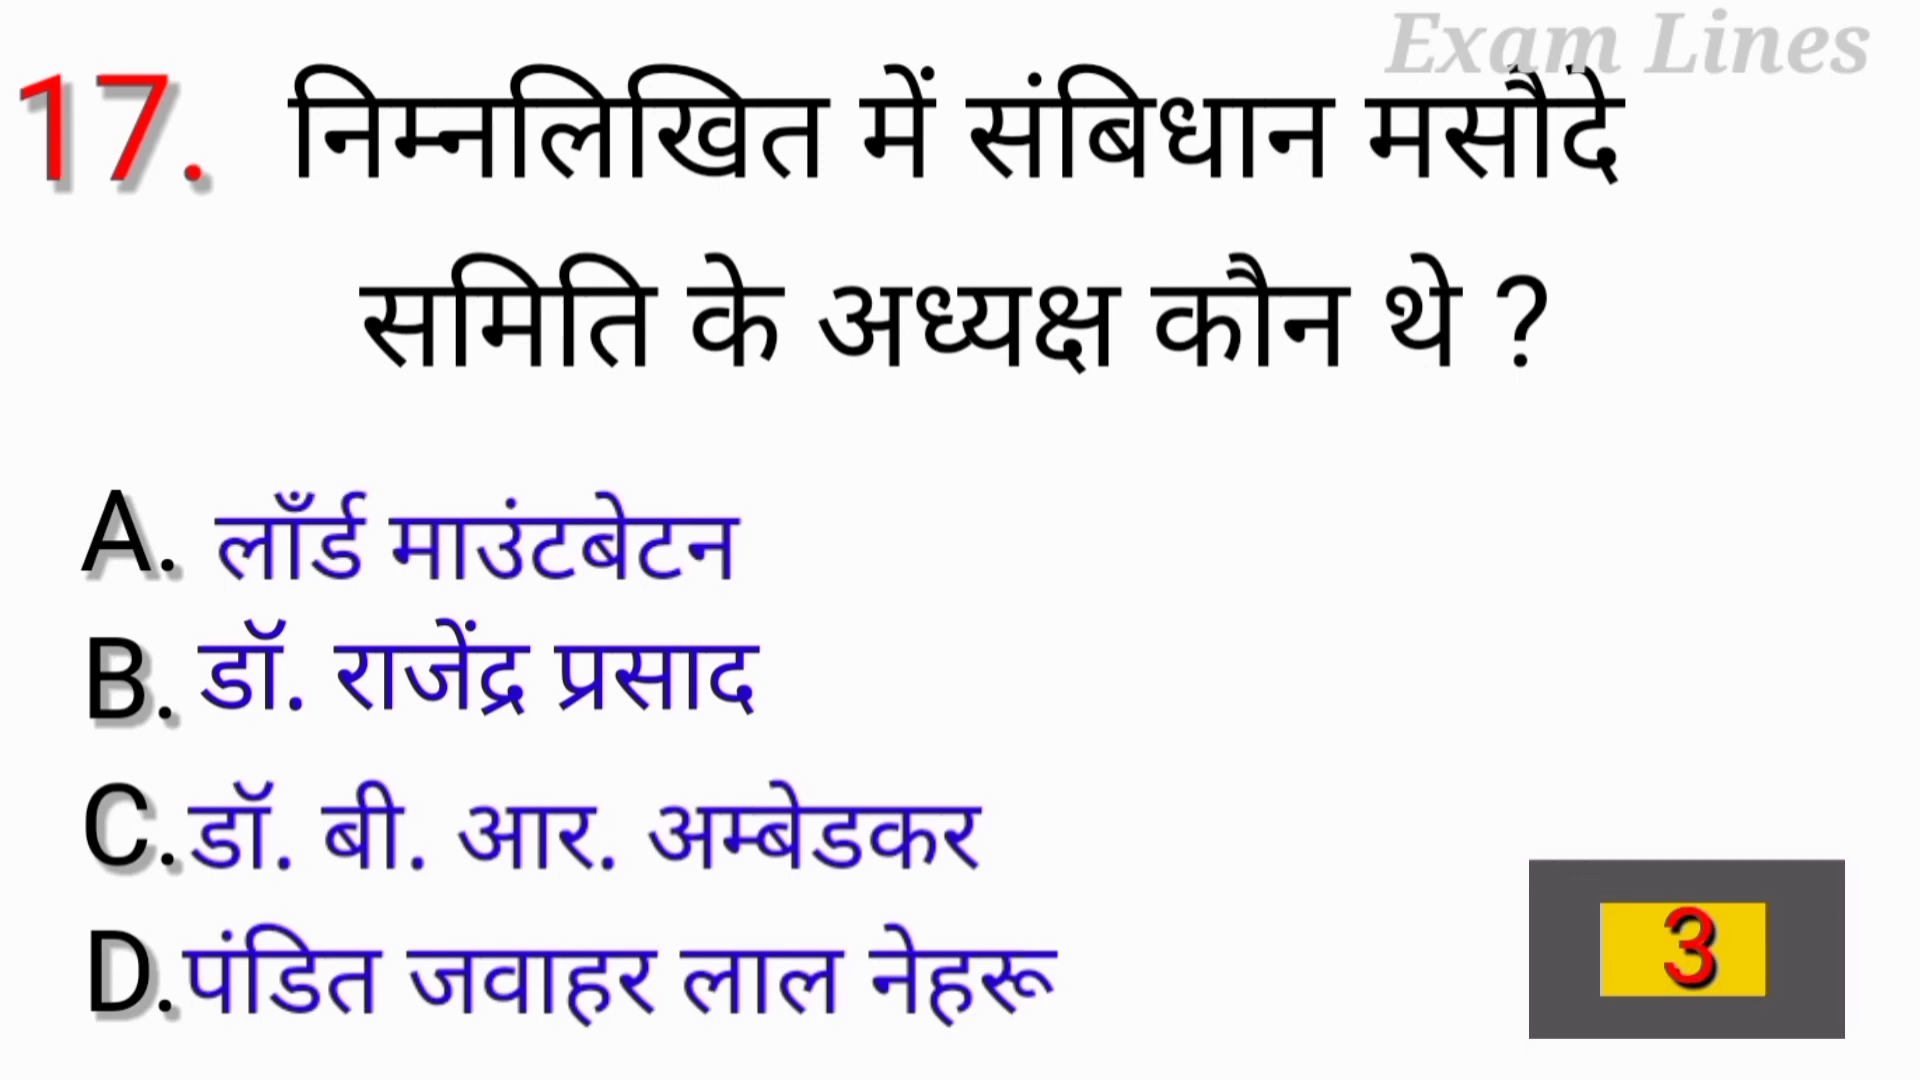 Exam Lines
17. निम्नलिखित में संबिधान मसौदे
समिति के अध्यक्ष कौन थे ?
A. लाँर्ड माउंटबेटन
B. डॉ. राजेंद्र प्रसाद
C. डॉ. बी. आर. अम्बेडकर
D. पंडित जवाहर लाल नेहरू
3